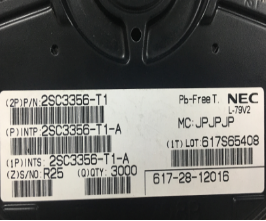 (2P)P/N: 2SC3356-T1
Pb-Free T. NEC
L-79V2
MC: JPJPJP
(P)INTP: 2SC3356-T1-A
(1T) LOT: 617S65408
(1P)INTS: 2SC3356-T1-A
(Z)S/NO: R25 (Q)QTY: 3000
617-28-12016